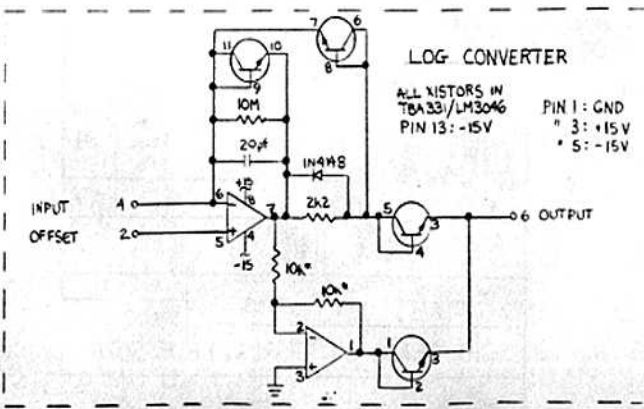 LOG CONVERTER
ALL XISTORS IN
TBA331/LM3046
PIN 13: -15V
PIN 1: GND
" 3: +15V
" 5: -15V
7 6
8
11 10
9
10M
20pf
1N4148
2k2
INPUT 4
OFFSET 2
6 +15 8
7
5 4
-15
5 3
4
6 OUTPUT
10k*
10k*
2 1
3
1 3
2